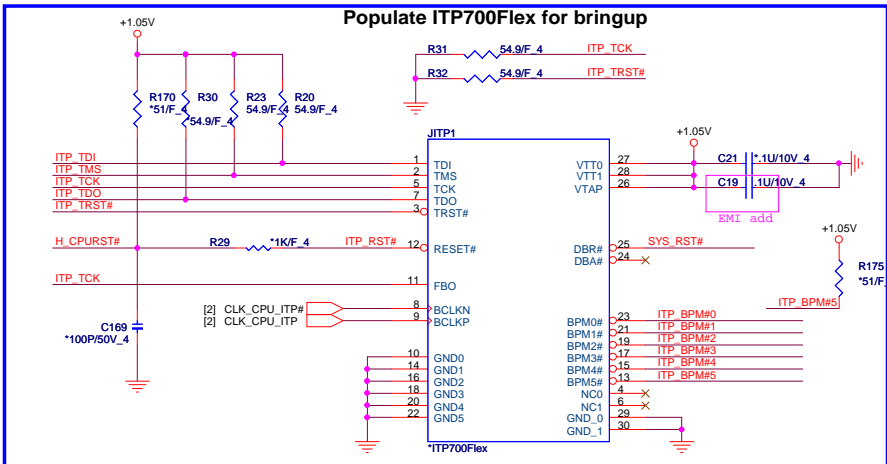 Populate ITP700Flex for bringup
+1.05V
R31 54.9/F_4 ITP_TCK
R32 54.9/F_4 ITP_TRST#
R170 R30 R23 R20
*51/F_4 *54.9/F_4 54.9/F_4 54.9/F_4
JITP1
+1.05V
ITP_TDI 1 TDI
ITP_TMS 2 TMS
ITP_TCK 5 TCK
ITP_TDO 7 TDO
ITP_TRST# 3 TRST#
VTT0 27
VTT1 28
VTAP 26
C21 *.1U/10V_4
C19 .1U/10V_4
EMI add
+1.05V
H_CPURST# R29 *1K/F_4 ITP_RST# 12 RESET#
DBR# 25 SYS_RST#
DBA# 24
R175
*51/F_
ITP_TCK 11 FBO
ITP_BPM#5
[2] CLK_CPU_ITP# 8 BCLKN
[2] CLK_CPU_ITP 9 BCLKP
C169
*100P/50V_4
BPM0# 23 ITP_BPM#0
BPM1# 21 ITP_BPM#1
BPM2# 19 ITP_BPM#2
BPM3# 17 ITP_BPM#3
BPM4# 15 ITP_BPM#4
BPM5# 13 ITP_BPM#5
10 GND0
14 GND1
16 GND2
18 GND3
20 GND4
22 GND5
NC0 4
NC1 6
GND_0 29
GND_1 30
*ITP700Flex